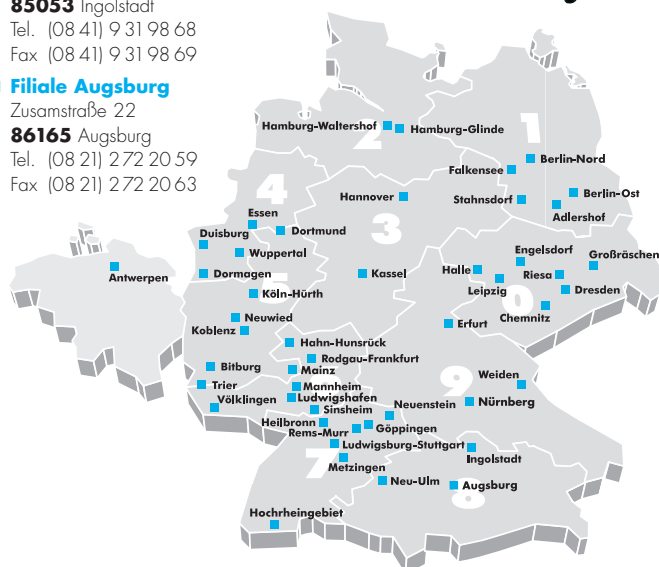 85053 Ingolstadt
Tel. (08 41) 9 31 98 68
Fax (08 41) 9 31 98 69
Filiale Augsburg
Zusamstraße 22
86165 Augsburg
Tel. (08 21) 2 72 20 59
Fax (08 21) 2 72 20 63
Hamburg-Waltershof
Hamburg-Glinde
2
1
Berlin-Nord
Falkensee
4
Hannover
Stahnsdorf
Berlin-Ost
Adlershof
Essen
3
Duisburg
Dortmund
Wuppertal
Engelsdorf
Großräschen
Antwerpen
Dormagen
Kassel
Halle
Riesa
Leipzig
Dresden
5
Köln-Hürth
0
Chemnitz
Neuwied
Koblenz
Erfurt
Hahn-Hunsrück
Rodgau-Frankfurt
Bitburg
Mainz
9
Weiden
Trier
Mannheim
Ludwigshafen
Völklingen
Sinsheim
Neuenstein
Nürnberg
Heilbronn
Rems-Murr
Göppingen
Ludwigsburg-Stuttgart
7
Metzingen
Ingolstadt
Neu-Ulm
Augsburg
8
Hochrheingebiet